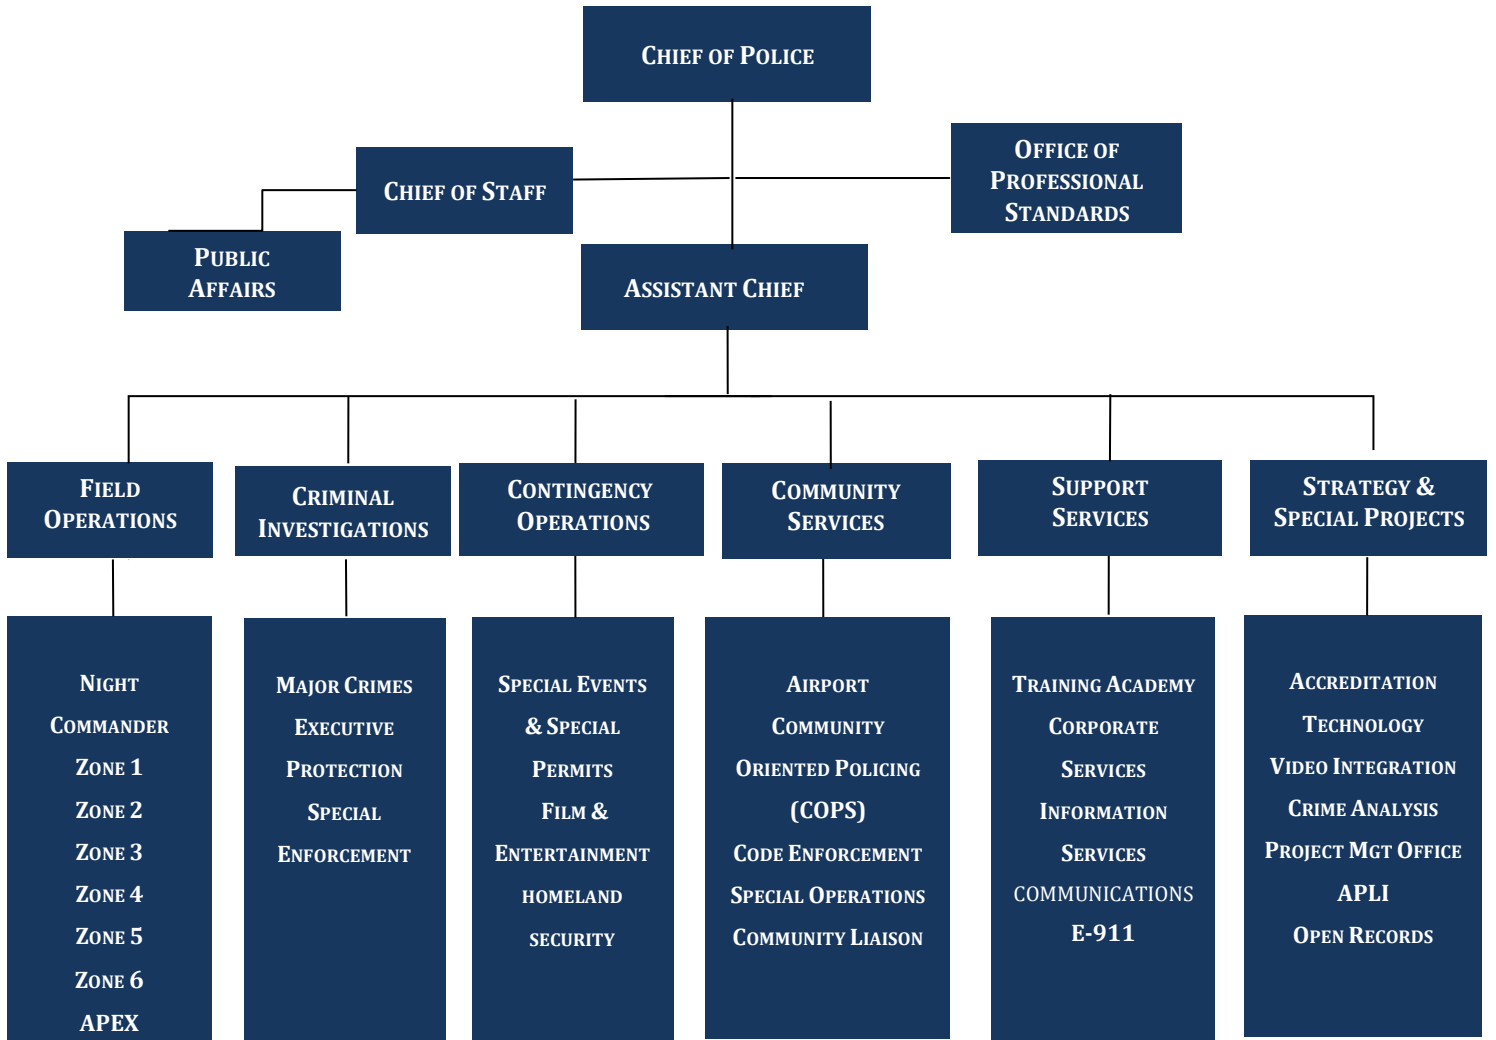 Chief of Police
Office of
Professional
Standards
Chief of Staff
Public
Affairs
Assistant Chief
Field
Operations
Criminal
Investigations
Contingency
Operations
Community
Services
Support
Services
Strategy &
Special Projects
Night
Commander
Zone 1
Zone 2
Zone 3
Zone 4
Zone 5
Zone 6
APEX
Major Crimes
Executive
Protection
Special
Enforcement
Special Events
& Special
Permits
Film &
Entertainment
homeland
security
Airport
Community
Oriented Policing
(COPS)
Code Enforcement
Special Operations
Community Liaison
Training Academy
Corporate
Services
Information
Services
communications
E-911
Accreditation
Technology
Video Integration
Crime Analysis
Project Mgt Office
APLI
Open Records